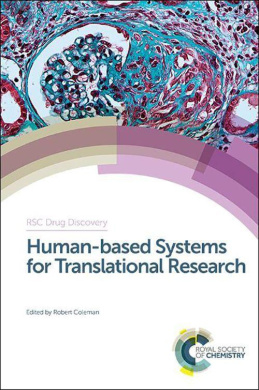 RSC Drug Discovery
Human-based Systems
for Translational Research
Edited by Robert Coleman
ROYAL SOCIETY
OF CHEMISTRY